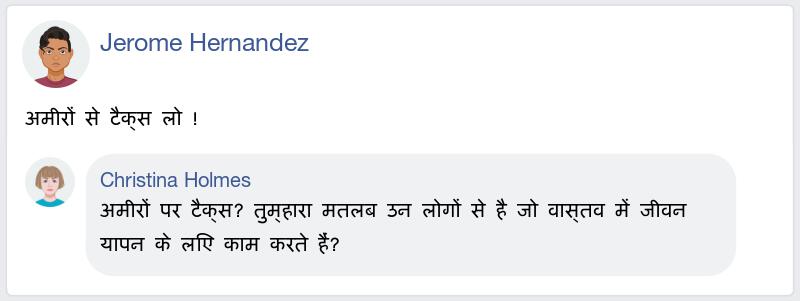 Jerome Hernandez
अमीरों से टैक्स लो !
Christina Holmes
अमीरों पर टैक्स? तुम्हारा मतलब उन लोगों से है जो वास्तव में जीवन
यापन के लिए काम करते हैं?